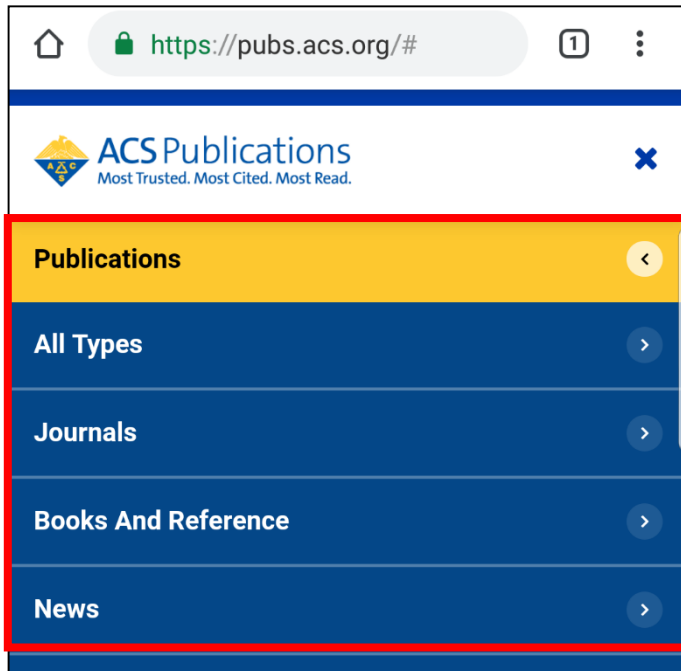 https://pubs.acs.org/#
1
ACS Publications
Most Trusted. Most Cited. Most Read.
A C S
Publications
All Types
Journals
Books And Reference
News